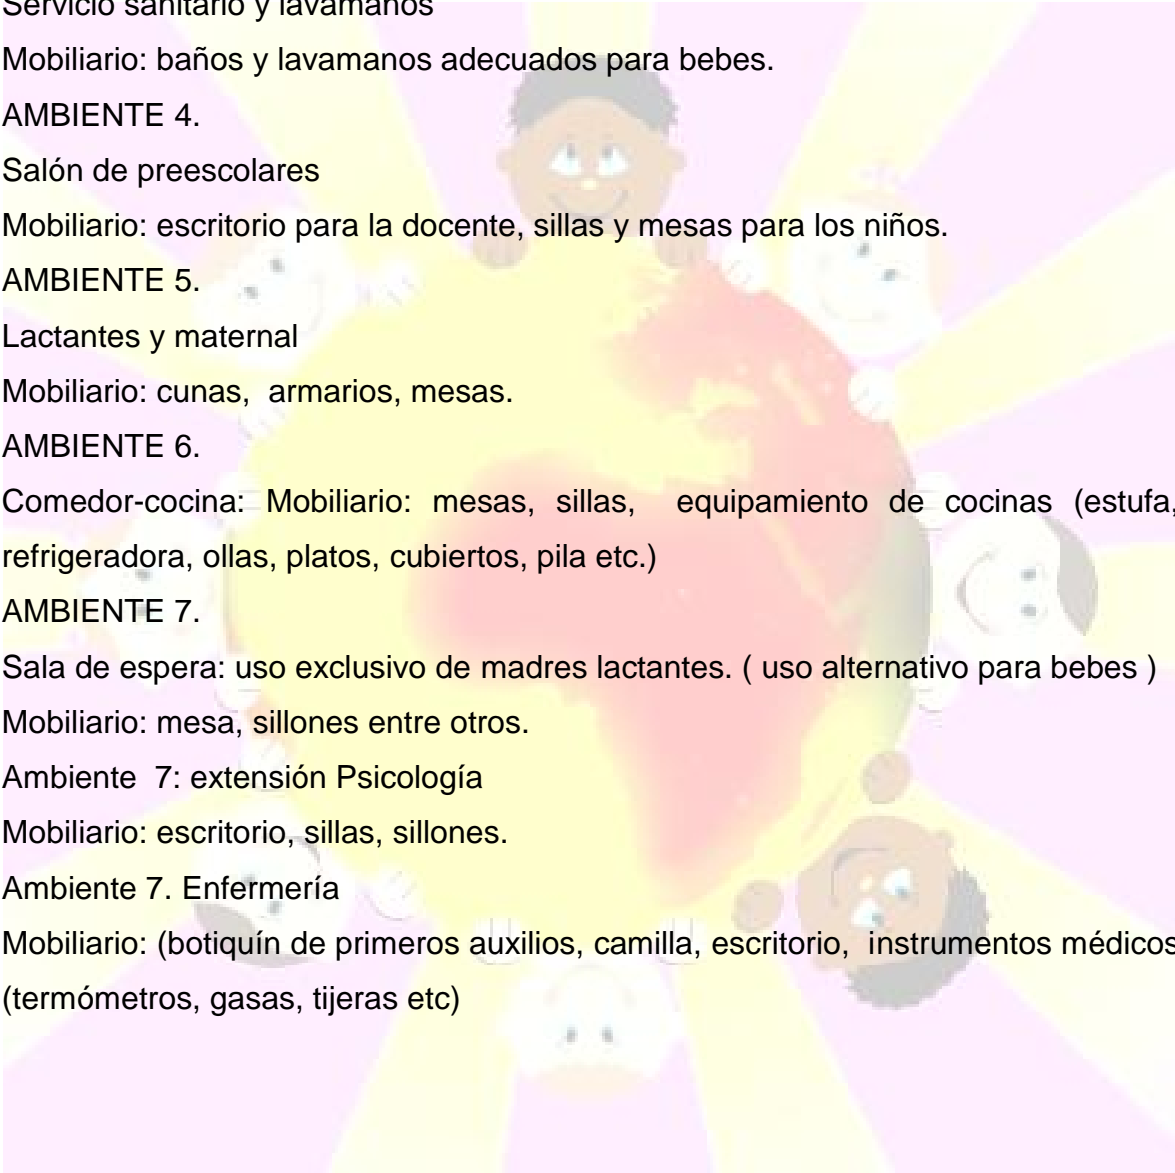 Servicio sanitario y lavamanos
Mobiliario: baños y lavamanos adecuados para bebes.
AMBIENTE 4.
Salón de preescolares
Mobiliario: escritorio para la docente, sillas y mesas para los niños.
AMBIENTE 5.
Lactantes y maternal
Mobiliario: cunas, armarios, mesas.
AMBIENTE 6.
Comedor-cocina: Mobiliario: mesas, sillas, equipamiento de cocinas (estufa,
refrigeradora, ollas, platos, cubiertos, pila etc.)
AMBIENTE 7.
Sala de espera: uso exclusivo de madres lactantes. ( uso alternativo para bebes )
Mobiliario: mesa, sillones entre otros.
Ambiente 7: extensión Psicología
Mobiliario: escritorio, sillas, sillones.
Ambiente 7. Enfermería
Mobiliario: (botiquín de primeros auxilios, camilla, escritorio, instrumentos médicos
(termómetros, gasas, tijeras etc)